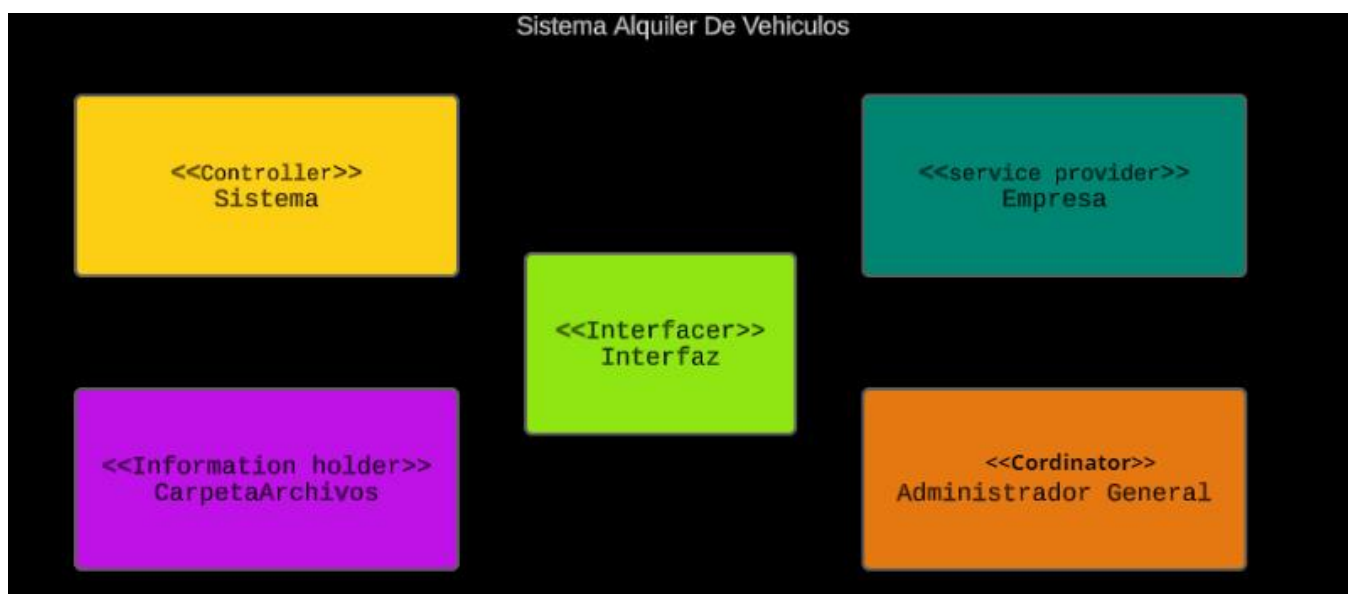 Sistema Alquiler De Vehiculos
<<Controller>>
Sistema
<<service provider>>
Empresa
<<Interfacer>>
Interfaz
<<Information holder>>
CarpetaArchivos
<<Cordinator>>
Administrador General